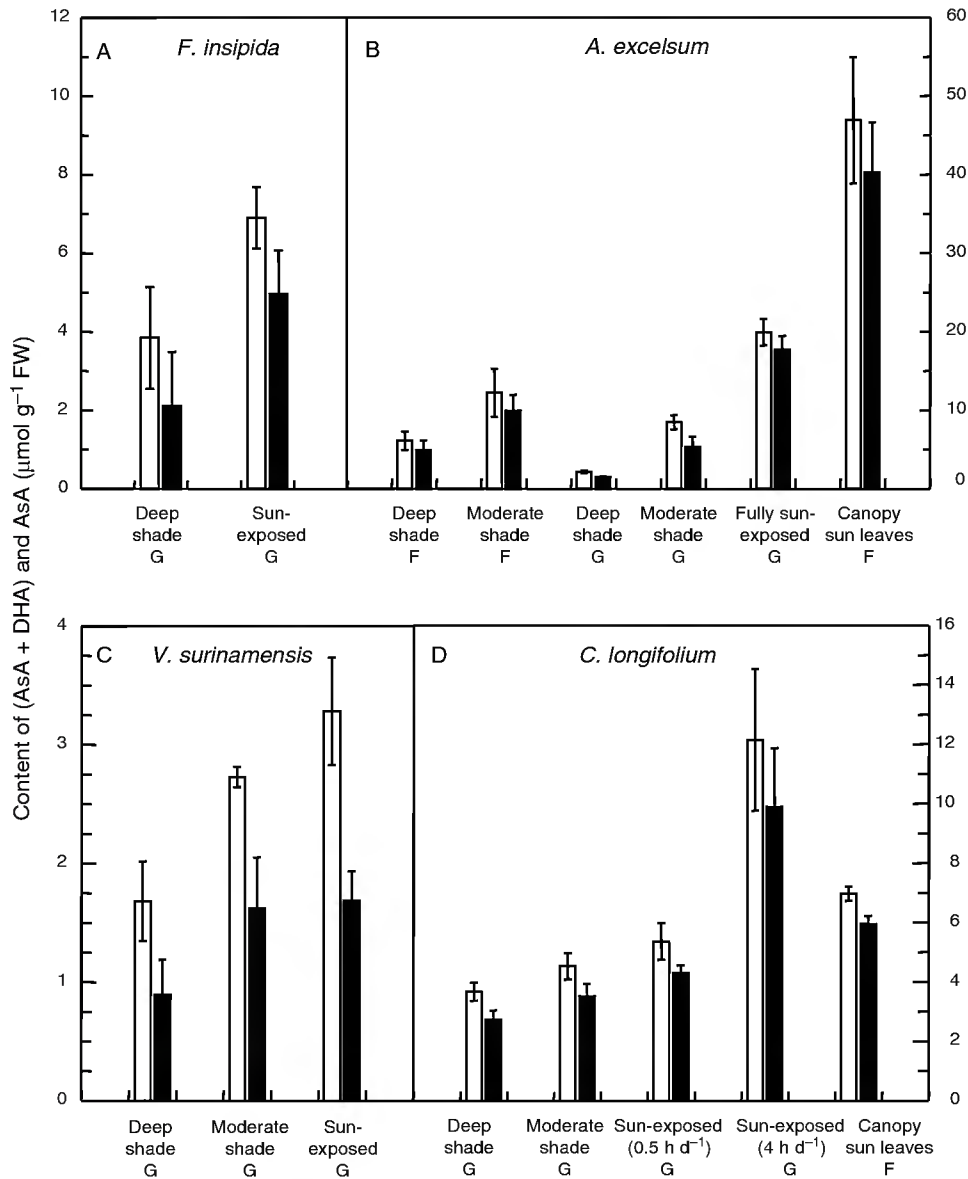 Content of (AsA + DHA) and AsA (µmol g⁻¹ FW)
A
F. insipida
12
10
8
6
4
2
0
Deep
shade
G
Sun-
exposed
G
B
A. excelsum
60
50
40
30
20
10
0
Deep
shade
F
Moderate
shade
F
Deep
shade
G
Moderate
shade
G
Fully sun-
exposed
G
Canopy
sun leaves
F
C
V. surinamensis
4
3
2
1
0
Deep
shade
G
Moderate
shade
G
Sun-
exposed
G
D
C. longifolium
16
14
12
10
8
6
4
2
0
Deep
shade
G
Moderate
shade
G
Sun-exposed
(0.5 h d⁻¹)
G
Sun-exposed
(4 h d⁻¹)
G
Canopy
sun leaves
F